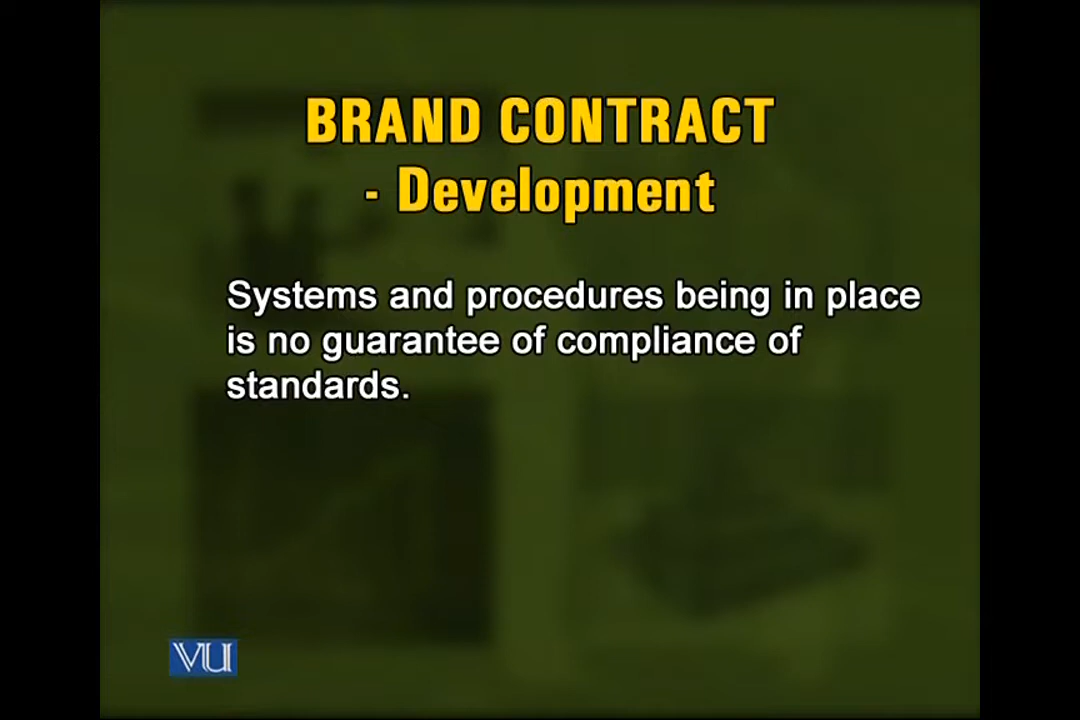 BRAND CONTRACT
- Development
Systems and procedures being in place
is no guarantee of compliance of
standards.
VU